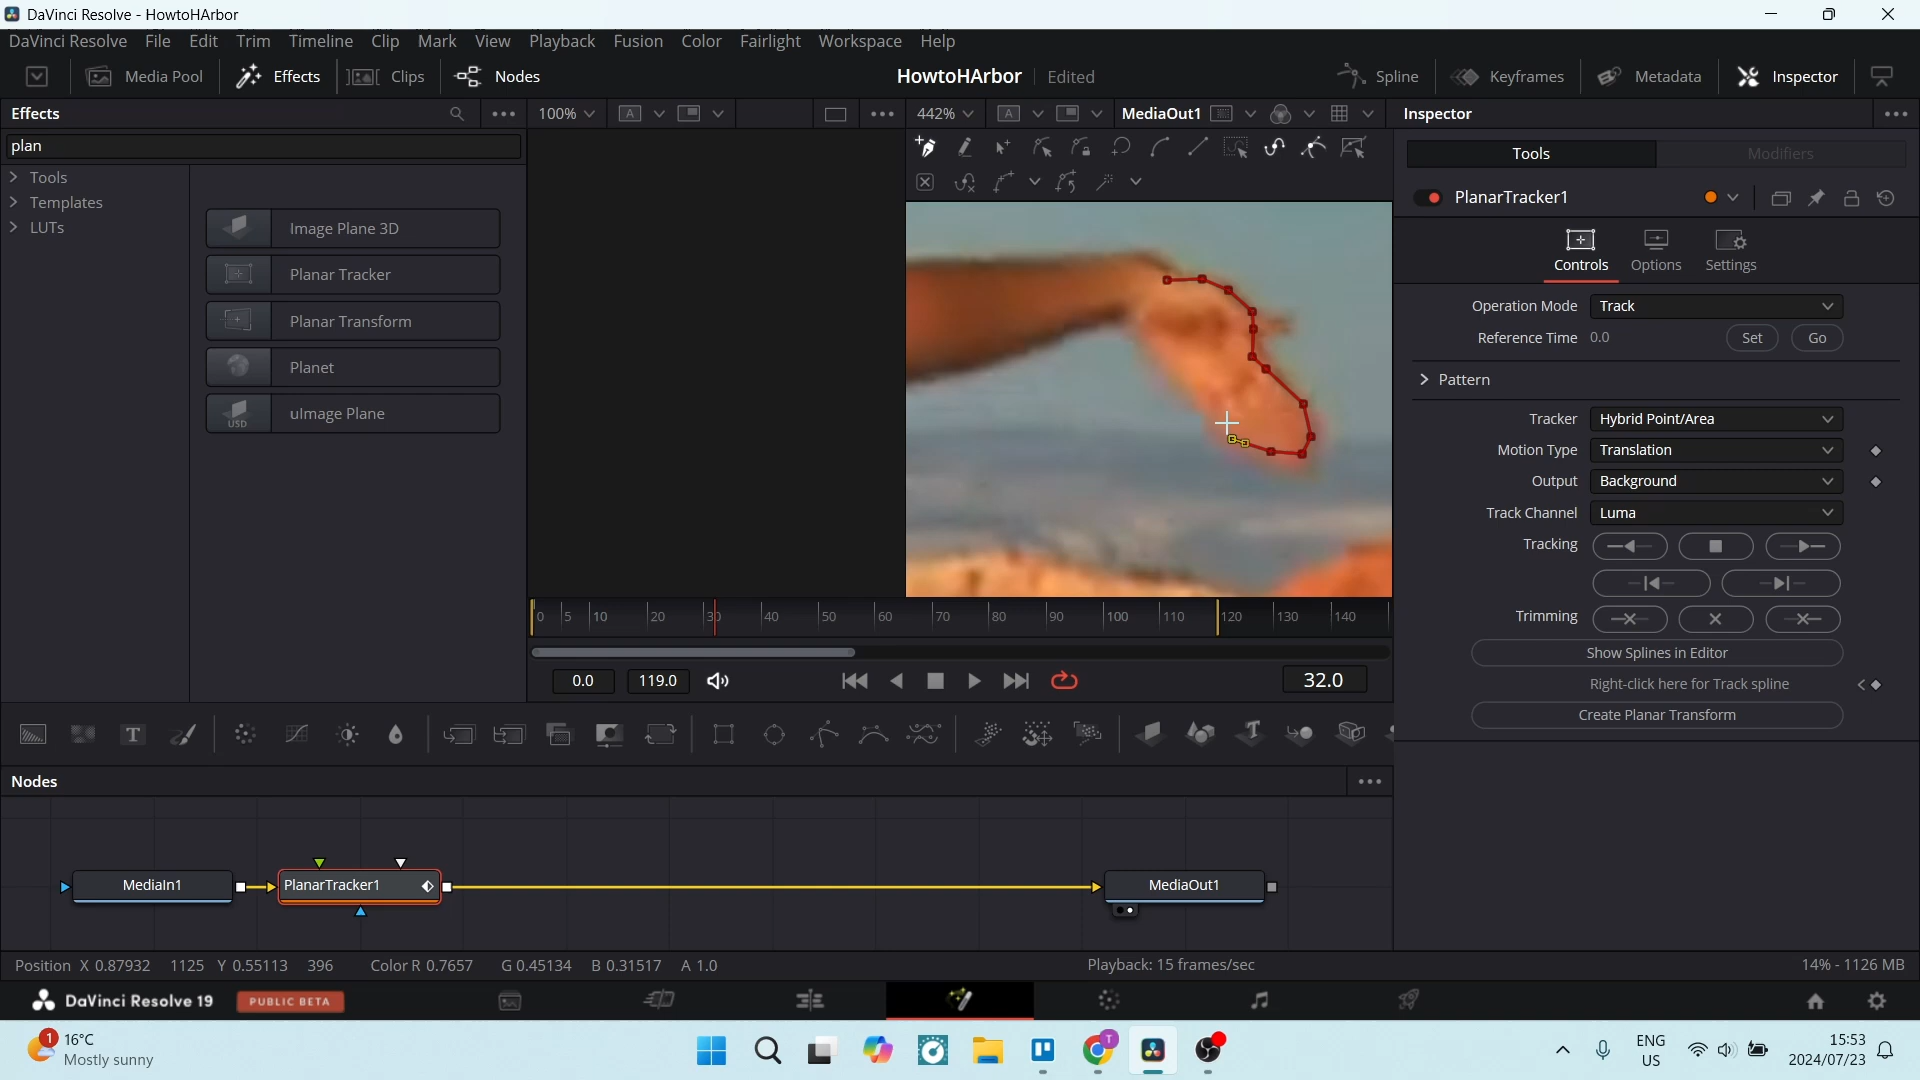 DaVinci Resolve - HowtoHArbor
DaVinci Resolve File Edit Trim Timeline Clip Mark View Playback Fusion Color Fairlight Workspace Help
Media Pool Effects Clips Nodes HowtoHArbor Edited Spline Keyframes Metadata Inspector
Effects 100% A 442% A MediaOut1 Inspector
plan
Tools Modifiers
Tools
Templates
LUTs
Image Plane 3D
Planar Tracker
Planar Transform
Planet
USD
uImage Plane
PlanarTracker1
Controls Options Settings
Operation Mode Track
Reference Time 0.0 Set Go
Pattern
Tracker Hybrid Point/Area
Motion Type Translation
Output Background
Track Channel Luma
Tracking
Trimming
Show Splines in Editor
Right-click here for Track spline
Create Planar Transform
0 5 10 20 30 40 50 60 70 80 90 100 110 120 130 140
0.0 119.0 32.0
T T
Nodes
MediaIn1 PlanarTracker1 MediaOut1
Position X 0.87932 1125 Y 0.55113 396 Color R 0.7657 G 0.45134 B 0.31517 A 1.0 Playback: 15 frames/sec 14% - 1126 MB
DaVinci Resolve 19 PUBLIC BETA
1 16°C
Mostly sunny
T
ENG
US
15:53
2024/07/23